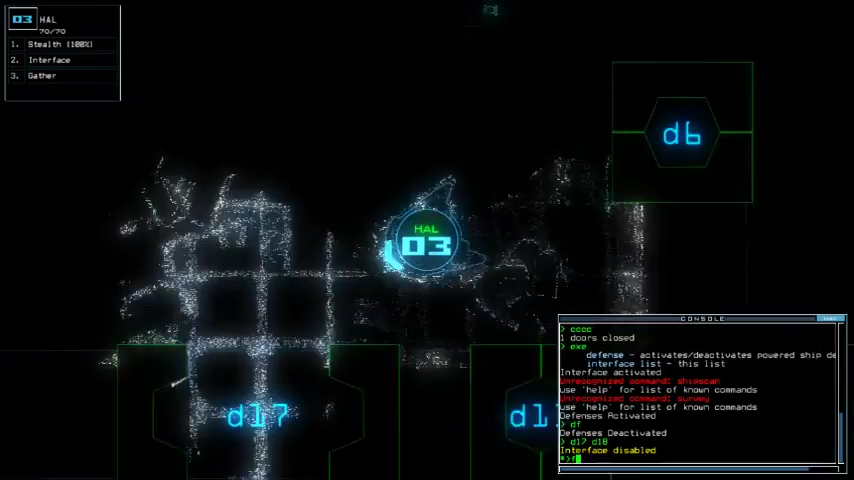 03 HAL
70/70
1. Stealth (100%)
2. Interface
3. Gather
d6
HAL
03
d17
CONSOLE
> cccc
1 doors closed
> exe
defense - activates/deactivates powered ship de
interface list - this list
Interface activated
Unrecognized command: shipscan
use 'help' for list of known commands
Unrecognized command: survey
use 'help' for list of known commands
Defenses Activated
> df
Defenses Deactivated
> d17 d18
Interface disabled